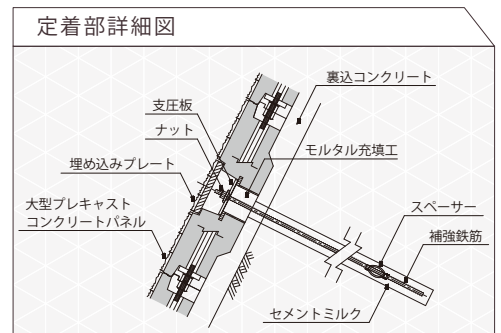 定着部詳細図
裏込コンクリート
支圧板
ナット
モルタル充填工
埋め込みプレート
大型プレキャスト
コンクリートパネル
スペーサー
補強鉄筋
セメントミルク